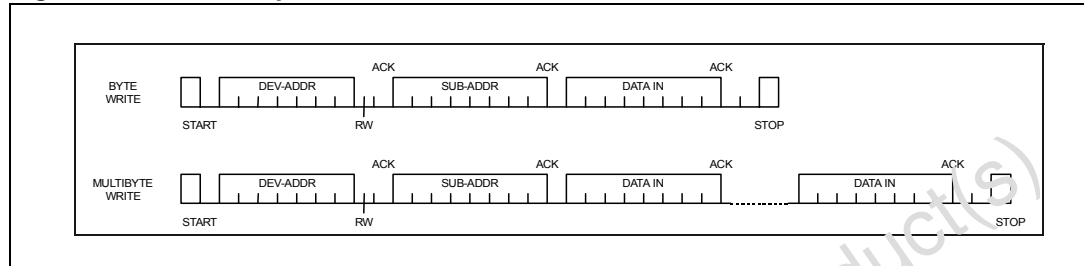 ACK ACK ACK
BYTE
WRITE
DEV-ADDR SUB-ADDR DATA IN
START RW STOP
ACK ACK ACK ACK
MULTIBYTE
WRITE
DEV-ADDR SUB-ADDR DATA IN DATA IN
START RW STOP
duct(s)